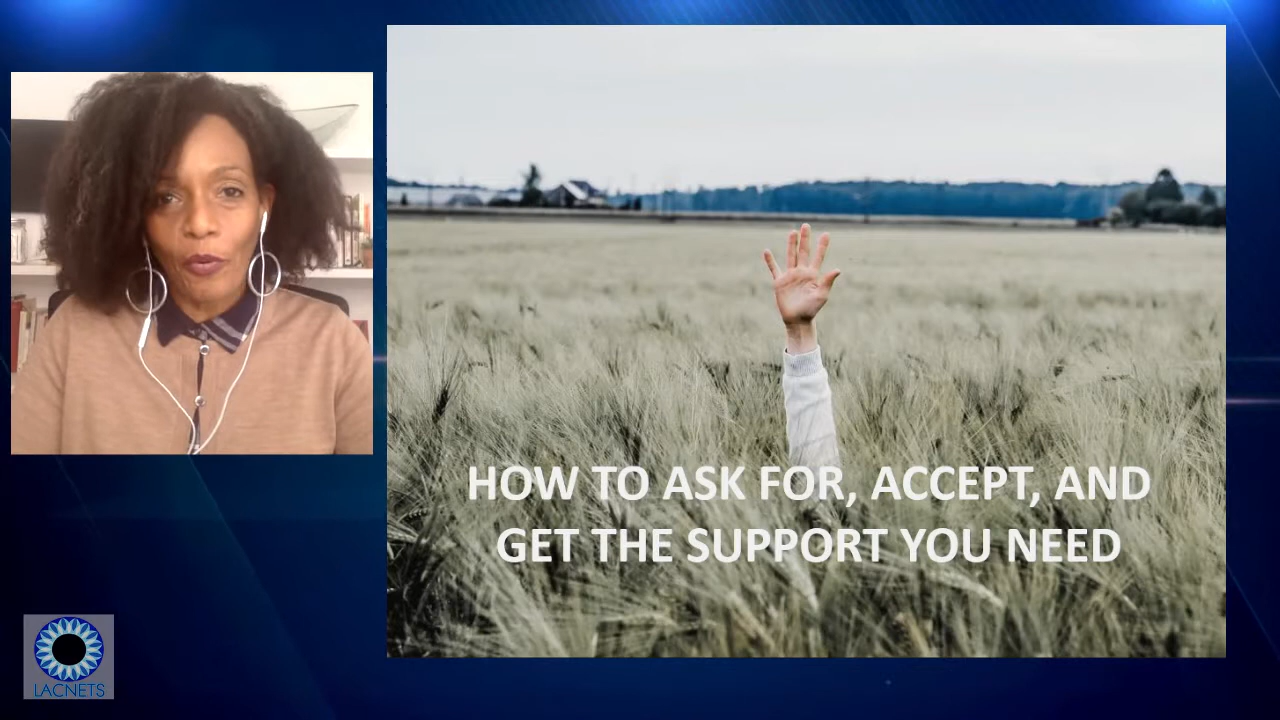 HOW TO ASK FOR, ACCEPT, AND
GET THE SUPPORT YOU NEED
LACNETS